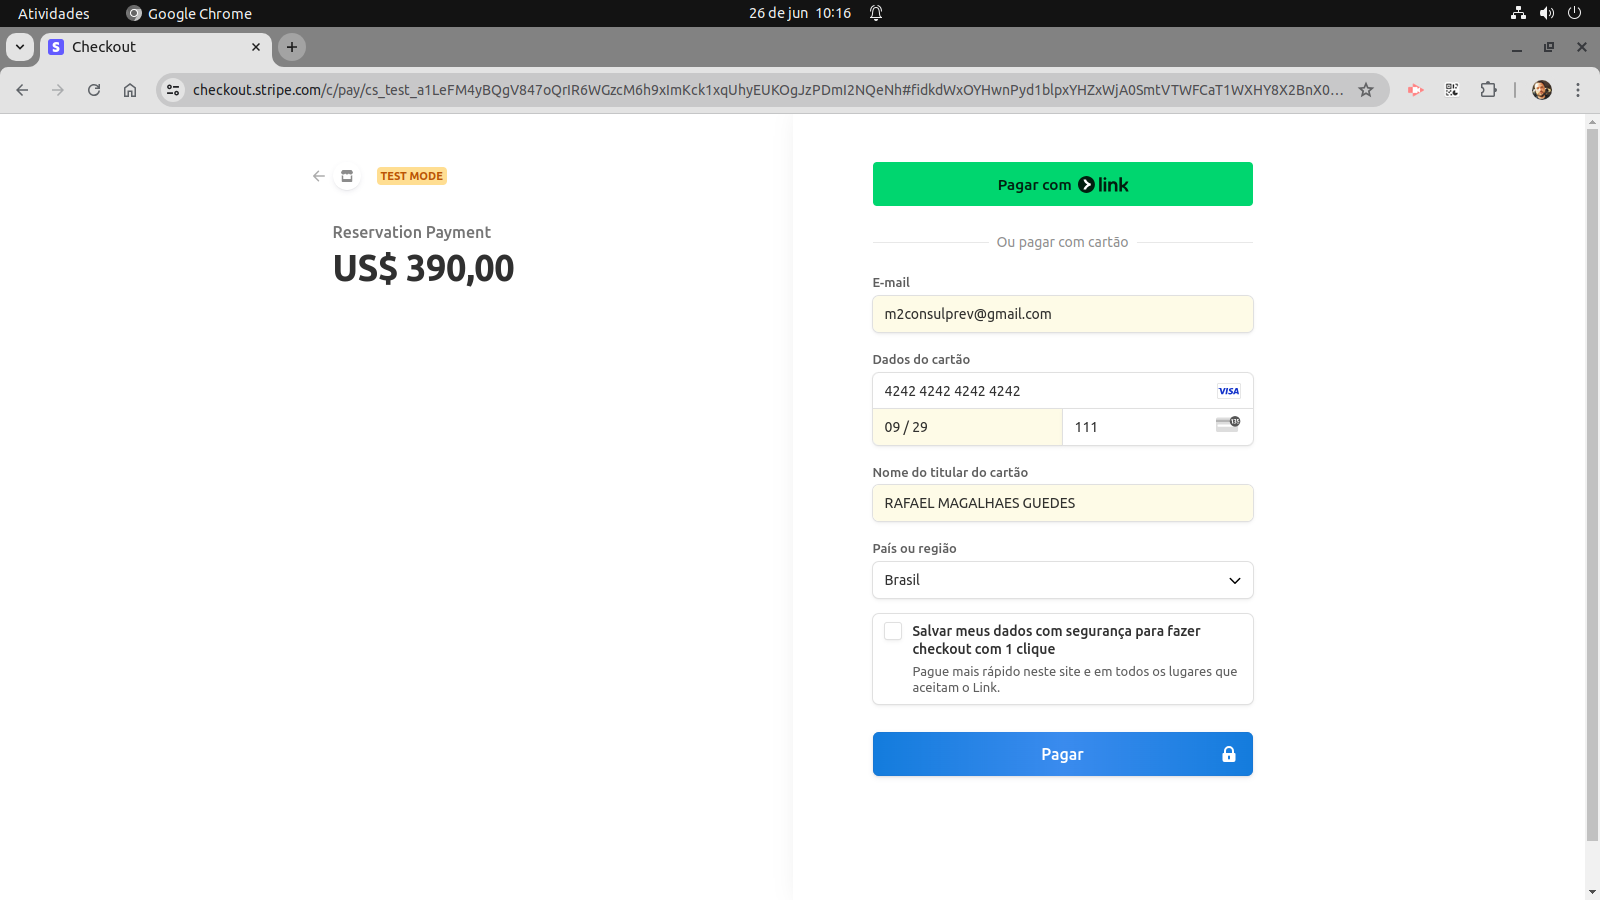 Atividades
Google Chrome
26 de jun 10:16
Checkout
checkout.stripe.com/c/pay/cs_test_a1LeFM4yBQgV847oQrIR6WGzcM6h9xImKck1xqUhyEUKOgJzPDmI2NQeNh#fidkdWxOYHwnPyd1blpxYHZxWjA0SmtVTWFCaT1WXHY8X2BnX0...
TEST MODE
Reservation Payment
US$ 390,00
Pagar com link
Ou pagar com cartão
E-mail
m2consulprev@gmail.com
Dados do cartão
4242 4242 4242 4242
VISA
09 / 29
111
Nome do titular do cartão
RAFAEL MAGALHAES GUEDES
País ou região
Brasil
Salvar meus dados com segurança para fazer
checkout com 1 clique
Pague mais rápido neste site e em todos os lugares que
aceitam o Link.
Pagar